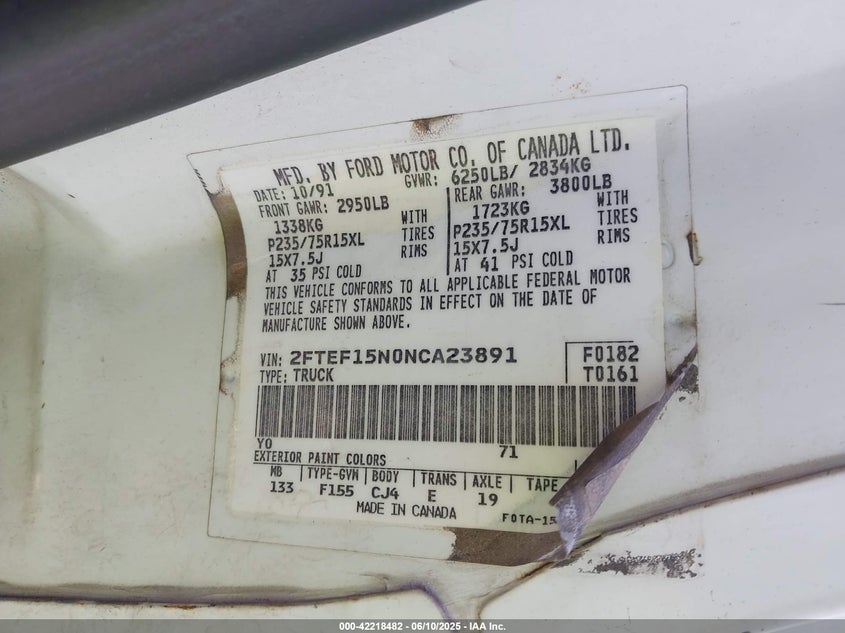 MFD. BY FORD MOTOR CO. OF CANADA LTD.
DATE: 10/91 GVWR: 6250LB/ 2834KG
FRONT GAWR: 2950LB REAR GAWR: 3800LB
1338KG WITH 1723KG WITH
P235/75R15XL TIRES P235/75R15XL TIRES
15X7.5J RIMS 15X7.5J RIMS
AT 35 PSI COLD AT 41 PSI COLD
THIS VEHICLE CONFORMS TO ALL APPLICABLE FEDERAL MOTOR
VEHICLE SAFETY STANDARDS IN EFFECT ON THE DATE OF
MANUFACTURE SHOWN ABOVE.
VIN: 2FTEF15N0NCA23891 F0182
TYPE: TRUCK T0161
YO 71
EXTERIOR PAINT COLORS
MB TYPE-GVM BODY TRANS AXLE TAPE
133 F155 CJ4 E 19
MADE IN CANADA FOTA-15
000-42218482 - 06/10/2025 - IAA Inc.